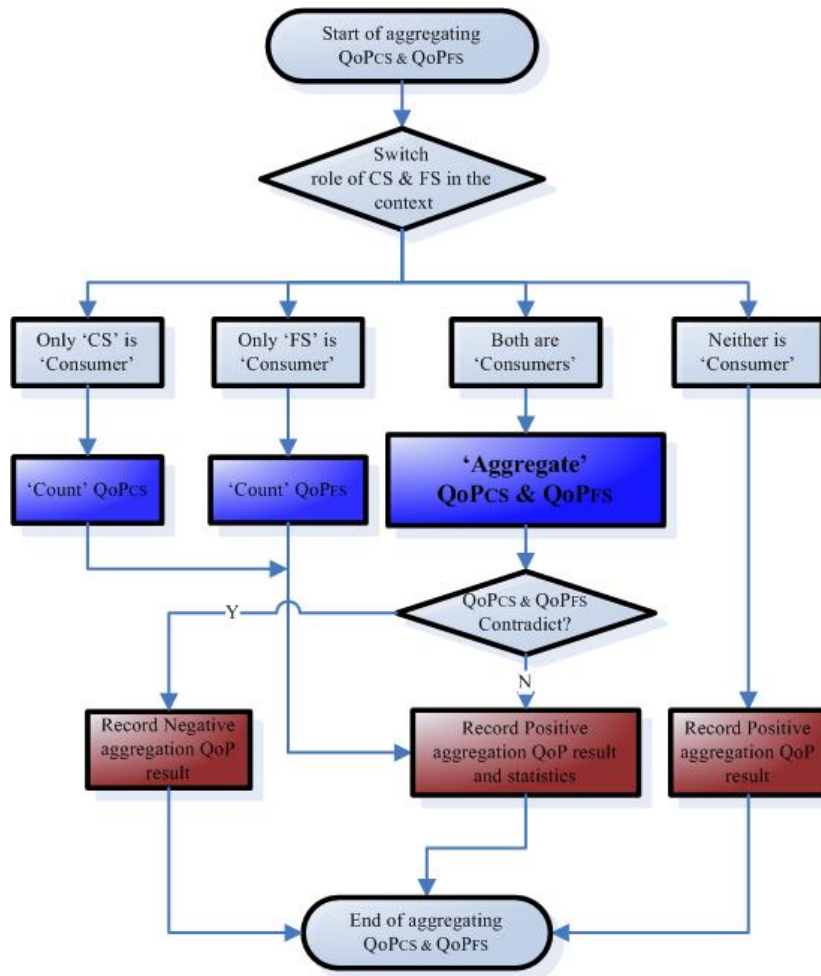 Start of aggregating
QoPCS & QoPFS
Switch
role of CS & FS in the
context
Only ‘CS’ is
‘Consumer’
Only ‘FS’ is
‘Consumer’
Both are
‘Consumers’
Neither is
‘Consumer’
‘Count’ QoPCS
‘Count’ QoPFS
‘Aggregate’
QoPCS & QoPFS
QoPCS & QoPFS
Contradict?
Y
N
Record Negative
aggregation QoP
result
Record Positive
aggregation QoP result
and statistics
Record Positive
aggregation QoP
result
End of aggregating
QoPCS & QoPFS